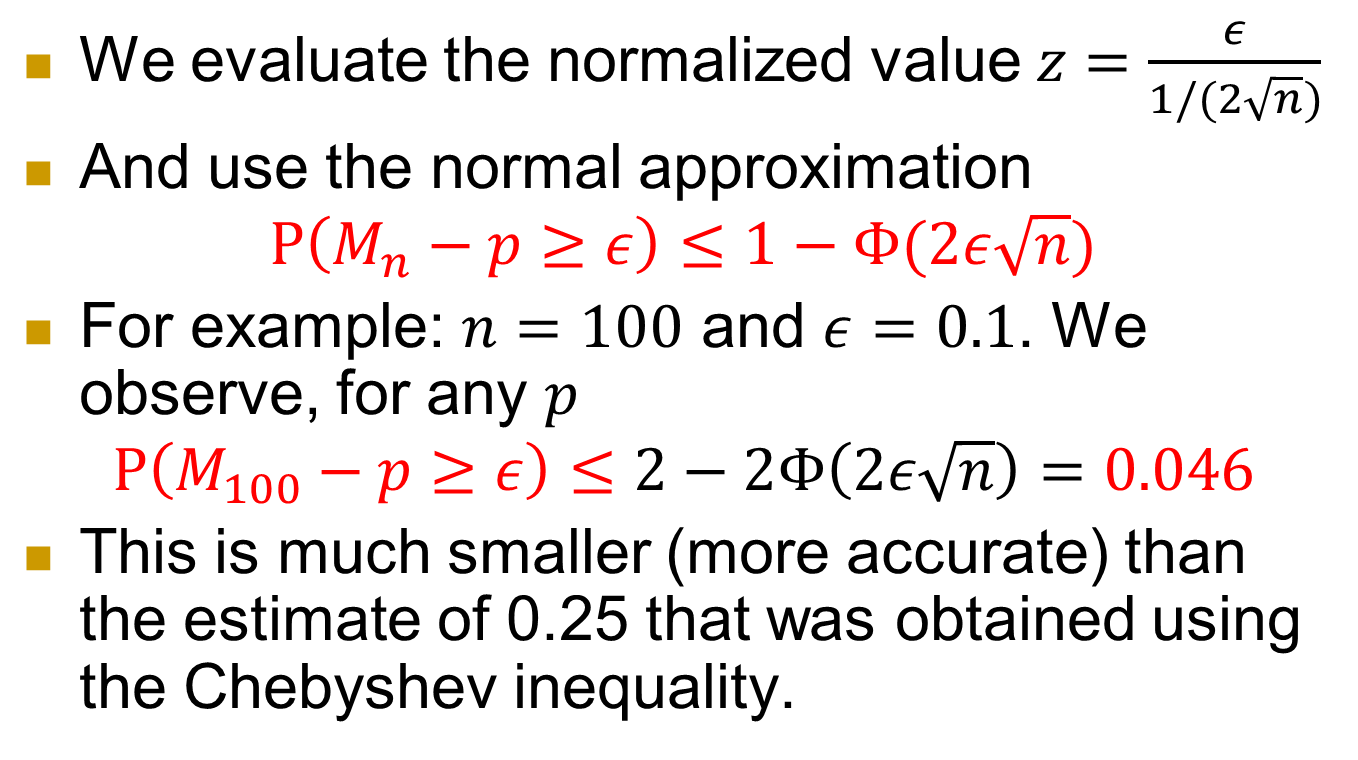 ■ We evaluate the normalized value z = ϵ / (1/(2√n))
■ And use the normal approximation
P(Mₙ − p ≥ ϵ) ≤ 1 − Φ(2ϵ√n)
■ For example: n = 100 and ϵ = 0.1. We
observe, for any p
P(M₁₀₀ − p ≥ ϵ) ≤ 2 − 2Φ(2ϵ√n) = 0.046
■ This is much smaller (more accurate) than
the estimate of 0.25 that was obtained using
the Chebyshev inequality.